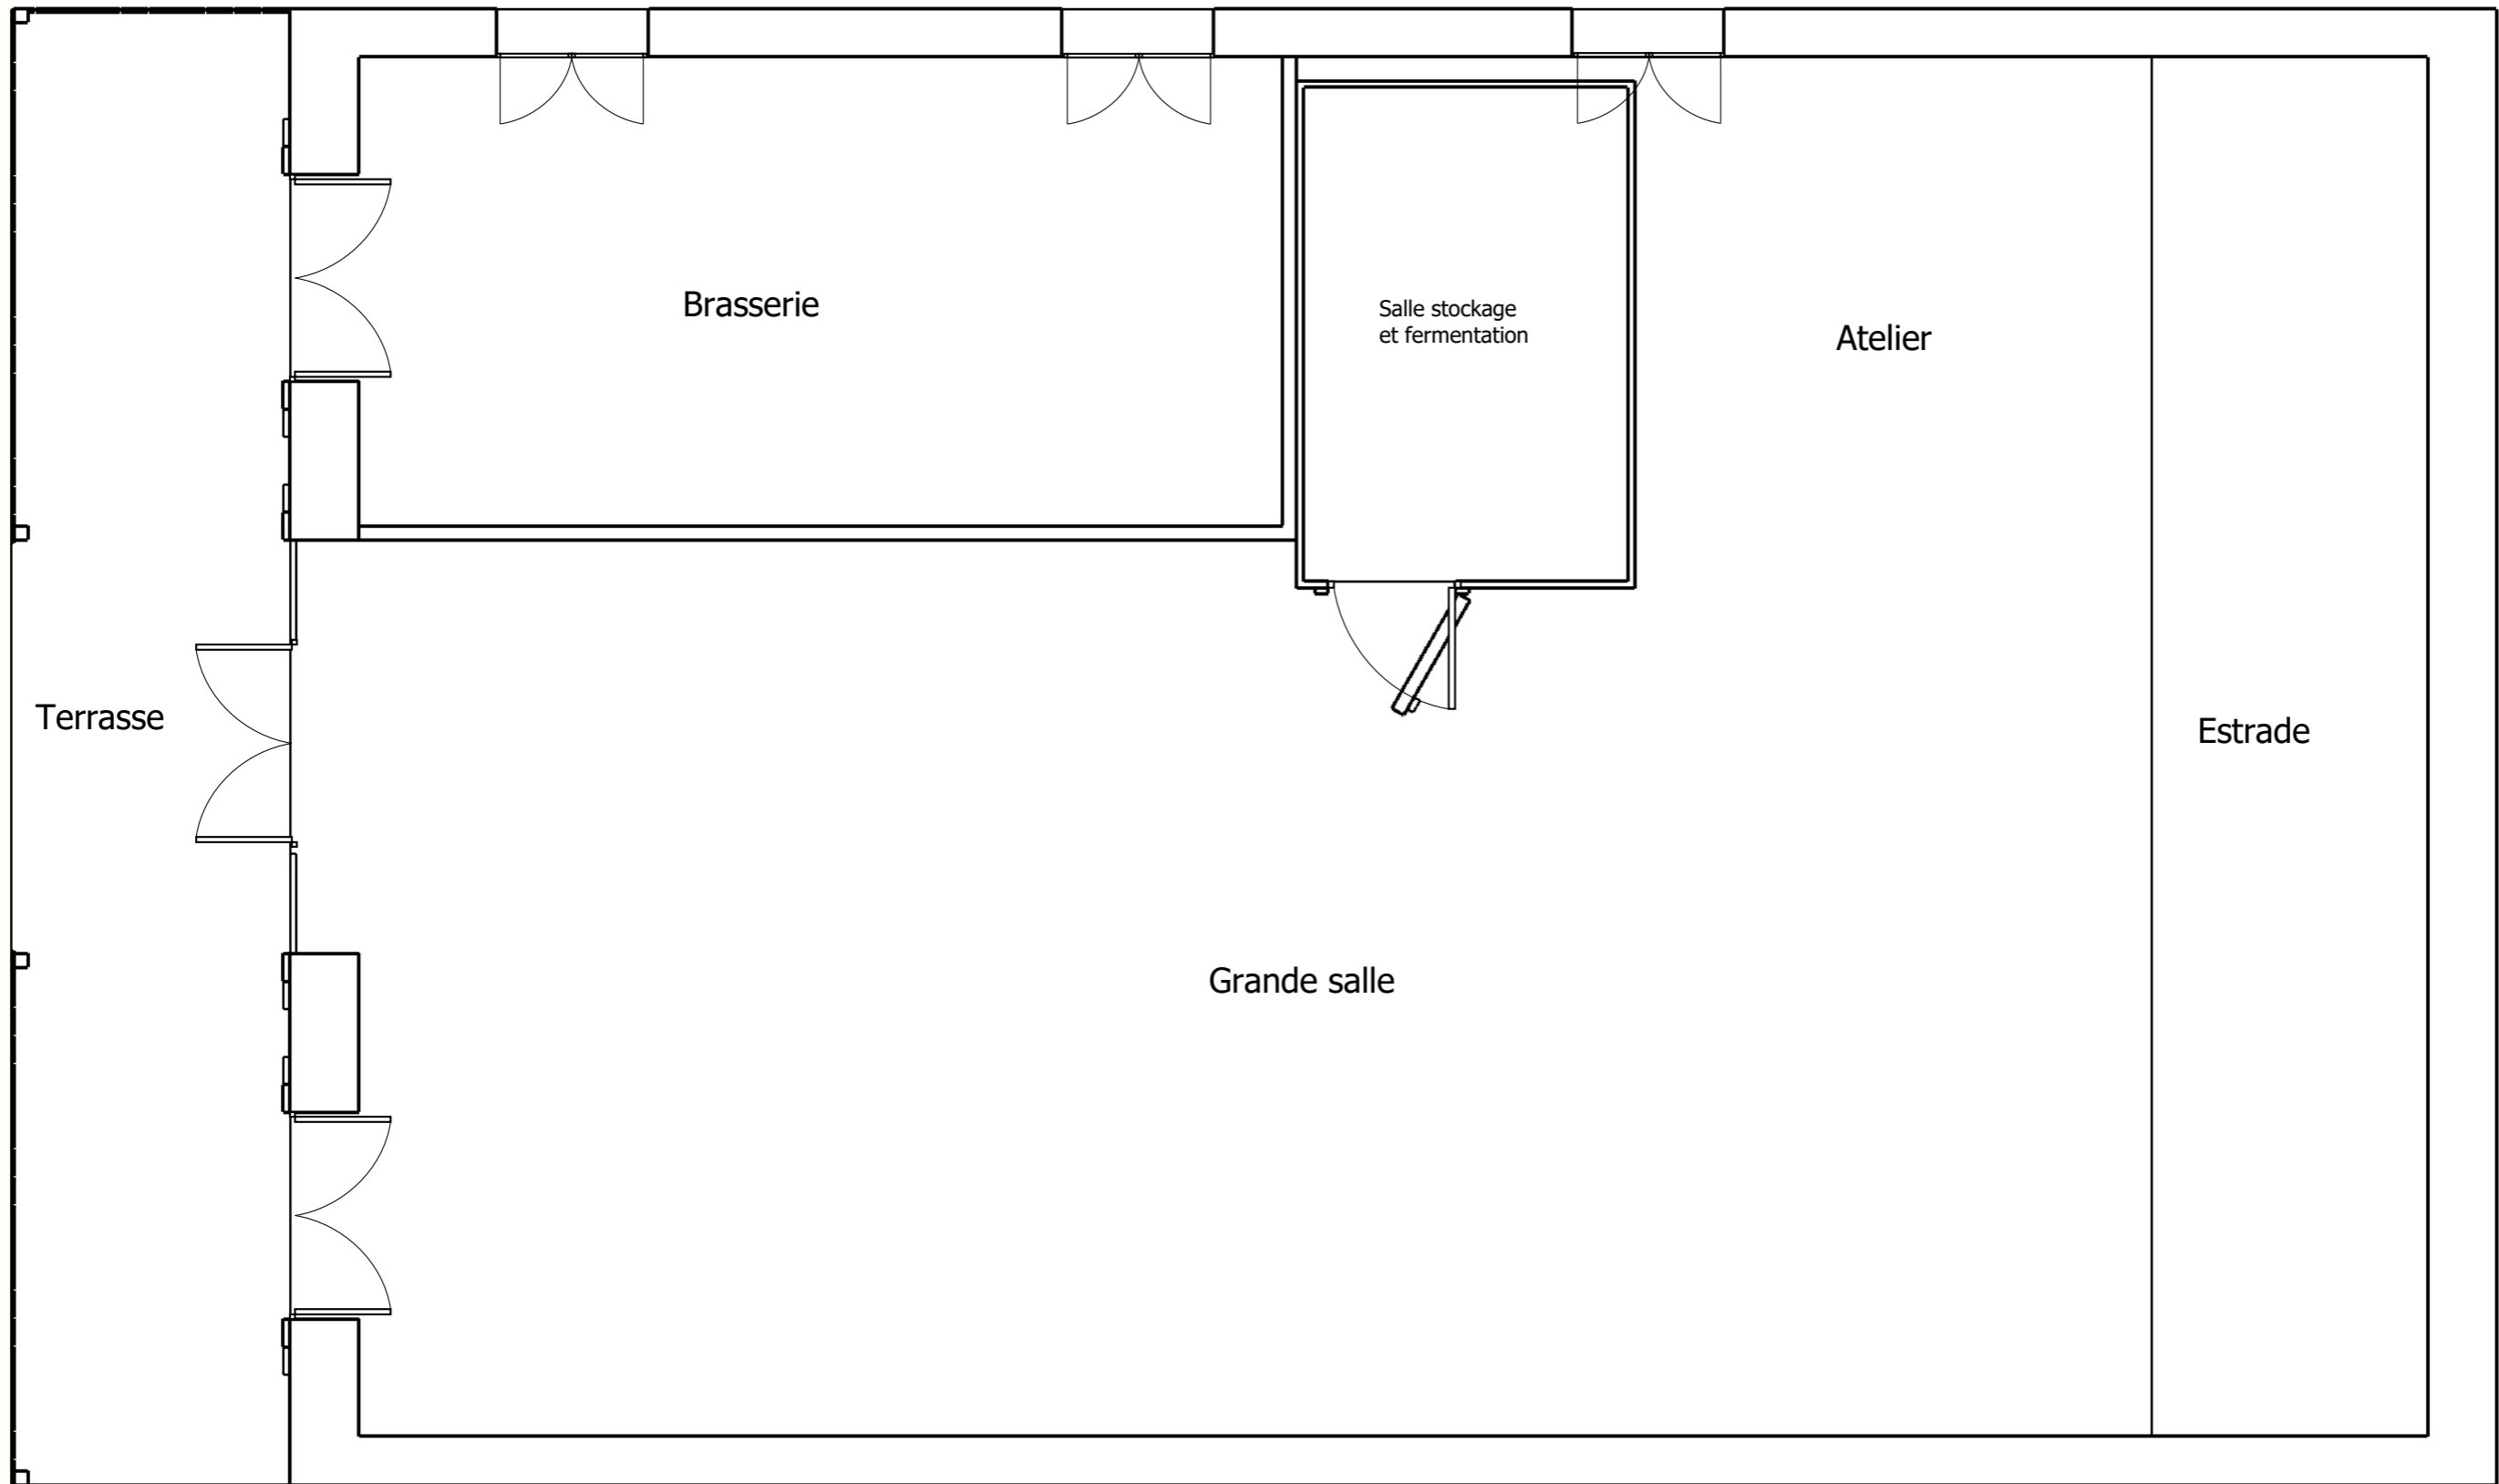 Brasserie
Salle stockage
et fermentation
Atelier
Terrasse
Estrade
Grande salle